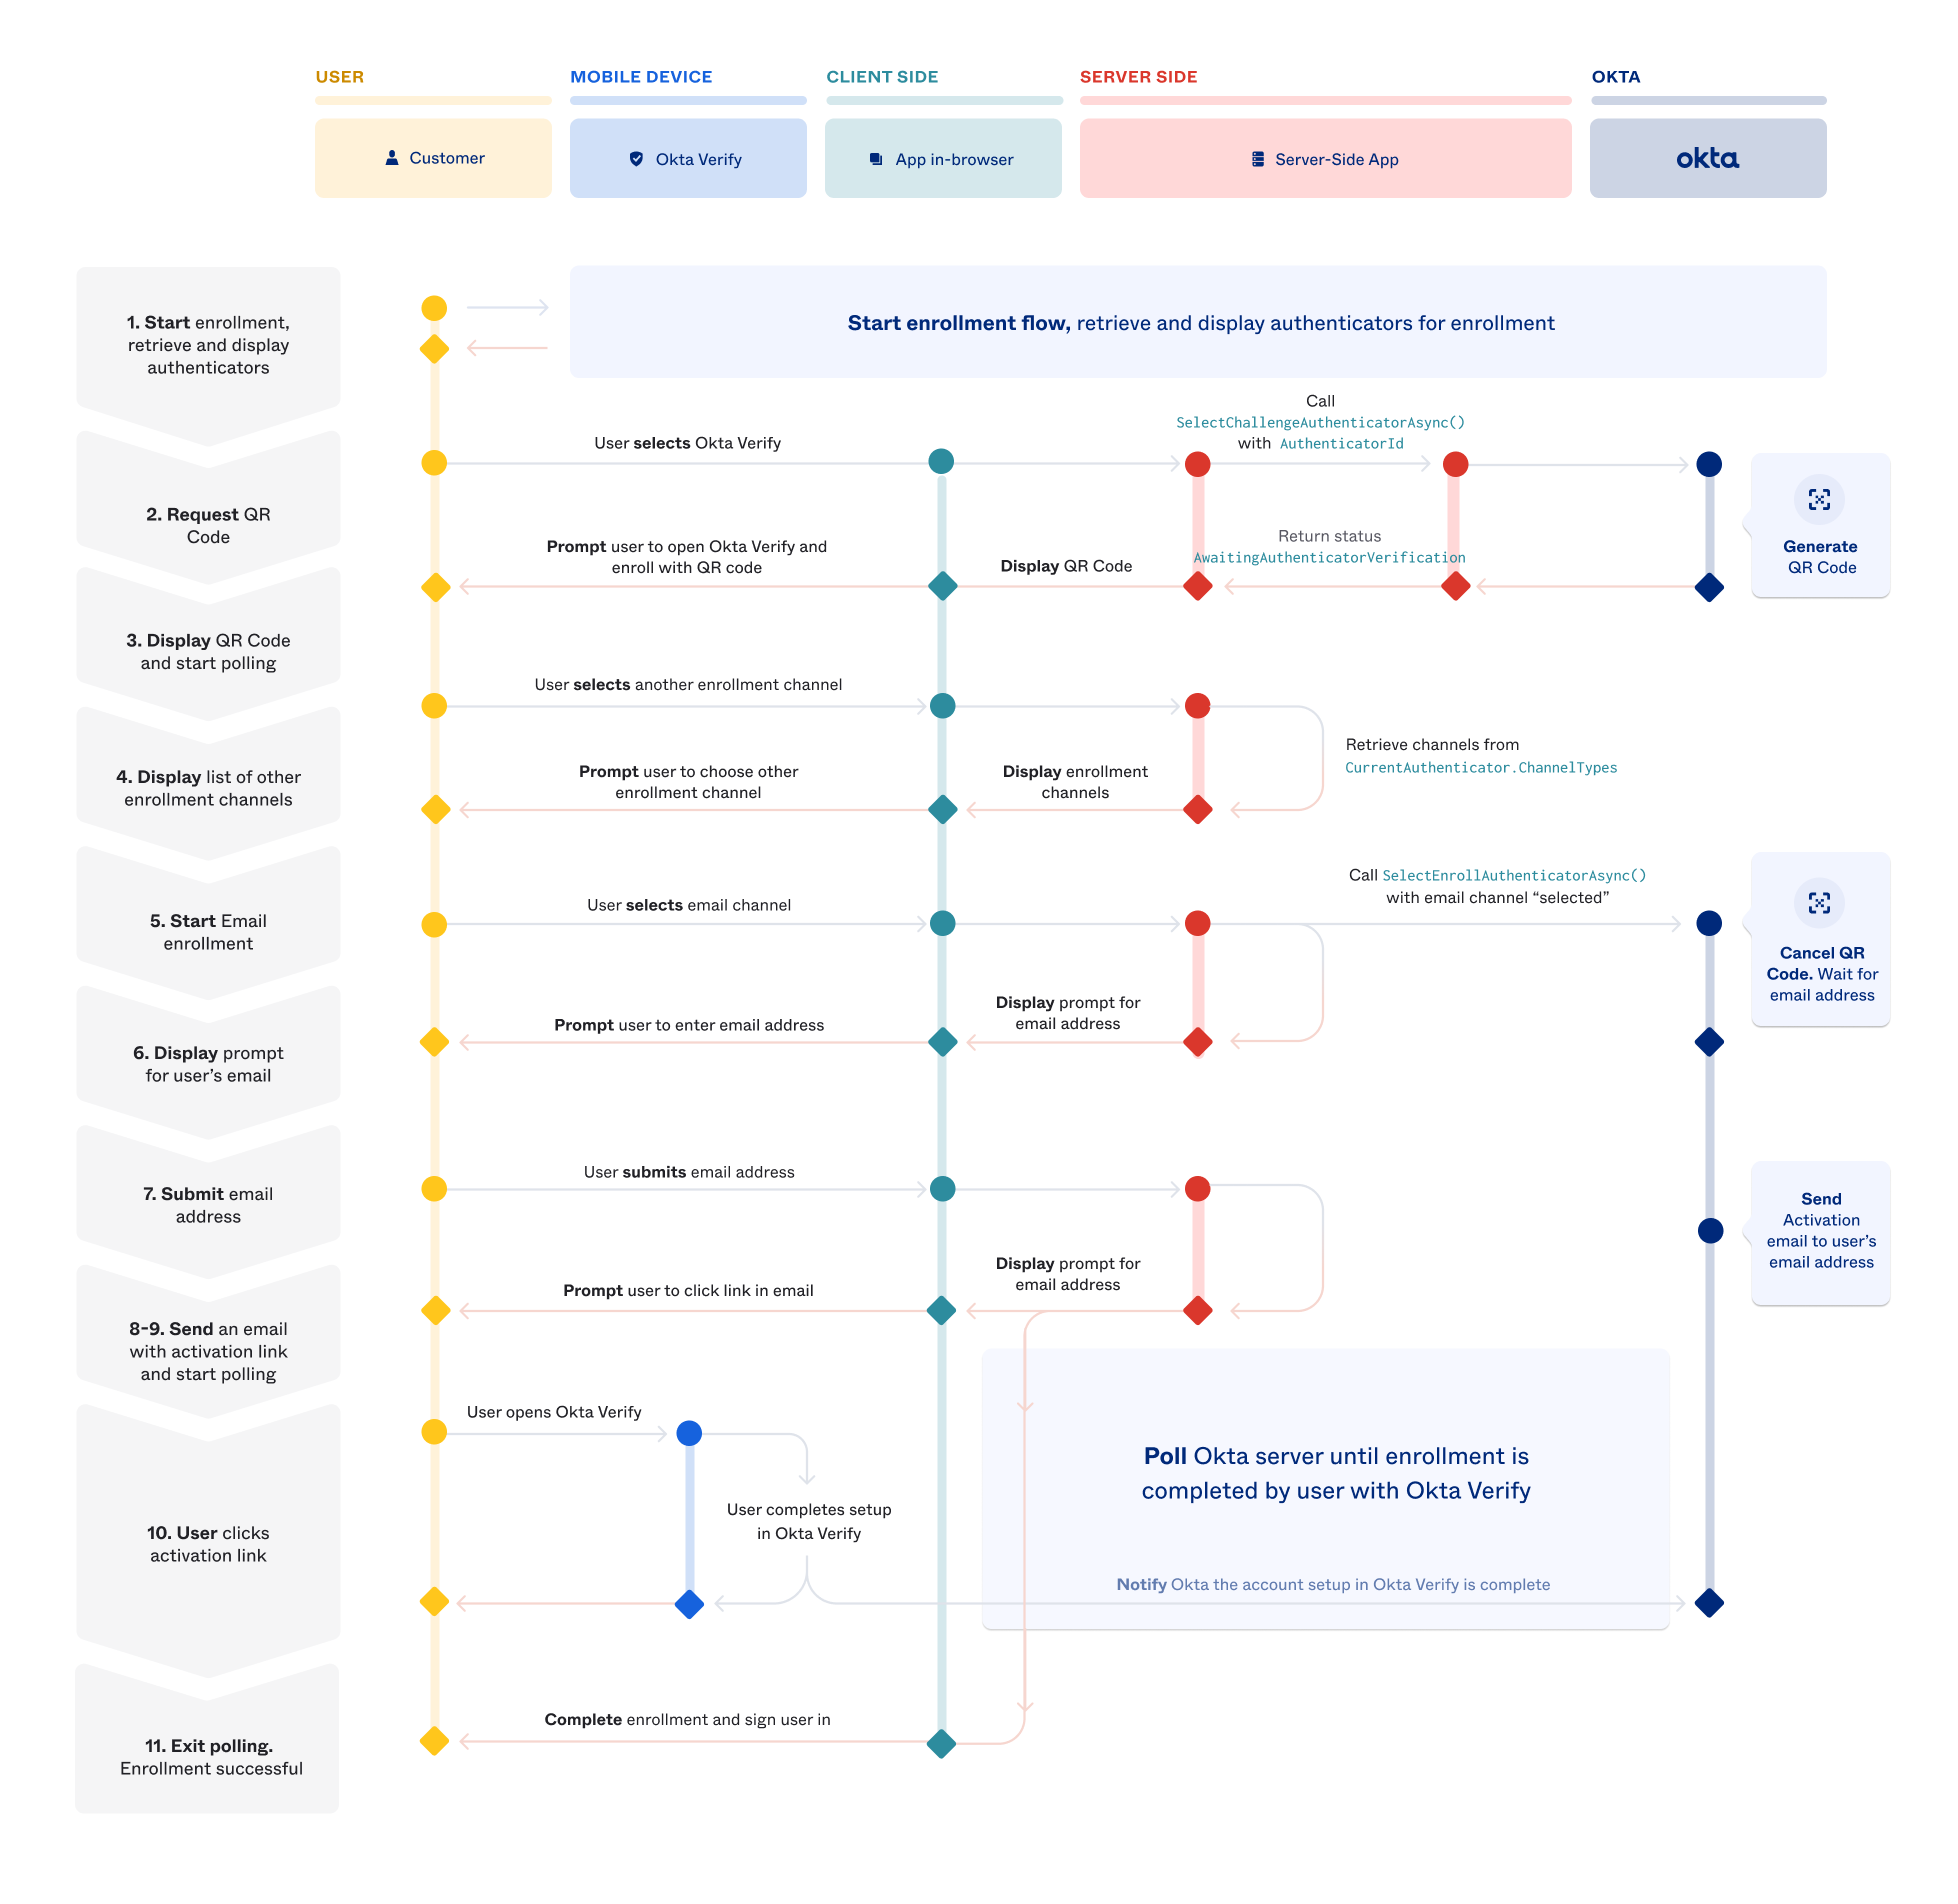 USER
MOBILE DEVICE
CLIENT SIDE
SERVER SIDE
OKTA
Customer
Okta Verify
App in-browser
Server-Side App
okta
1. Start enrollment,
retrieve and display
authenticators
Start enrollment flow, retrieve and display authenticators for enrollment
2. Request QR
Code
User selects Okta Verify
Call
SelectChallengeAuthenticatorAsync()
with AuthenticatorId
Generate
QR Code
Prompt user to open Okta Verify and
enroll with QR code
Display QR Code
Return status
AwaitingAuthenticatorVerification
3. Display QR Code
and start polling
User selects another enrollment channel
Retrieve channels from
CurrentAuthenticator.ChannelTypes
4. Display list of other
enrollment channels
Prompt user to choose other
enrollment channel
Display enrollment
channels
5. Start Email
enrollment
User selects email channel
Call SelectEnrollAuthenticatorAsync()
with email channel “selected”
Cancel QR
Code. Wait for
email address
6. Display prompt
for user’s email
Prompt user to enter email address
Display prompt for
email address
7. Submit email
address
User submits email address
Send
Activation
email to user’s
email address
8-9. Send an email
with activation link
and start polling
Prompt user to click link in email
Display prompt for
email address
10. User clicks
activation link
User opens Okta Verify
User completes setup
in Okta Verify
Poll Okta server until enrollment is
completed by user with Okta Verify
Notify Okta the account setup in Okta Verify is complete
11. Exit polling.
Enrollment successful
Complete enrollment and sign user in